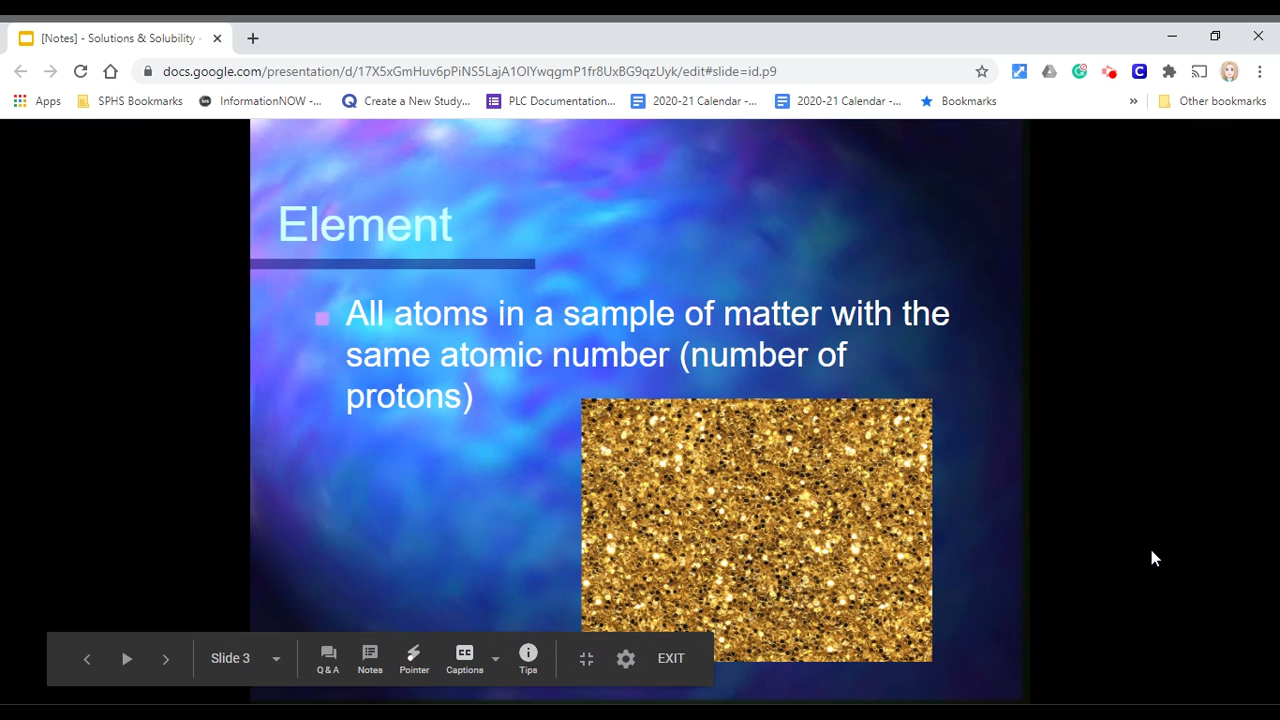 [Notes] - Solutions & Solubility -
docs.google.com/presentation/d/17X5xGmHuv6pPiNS5LajA1OIYwqgmP1fr8UxBG9qzUyk/edit#slide=id.p9
Apps SPHS Bookmarks InformationNOW -... Create a New Study... PLC Documentation... 2020-21 Calendar -... 2020-21 Calendar -... Bookmarks » Other bookmarks
Element
All atoms in a sample of matter with the
same atomic number (number of
protons)
Slide 3 Q&A Notes Pointer Captions Tips EXIT